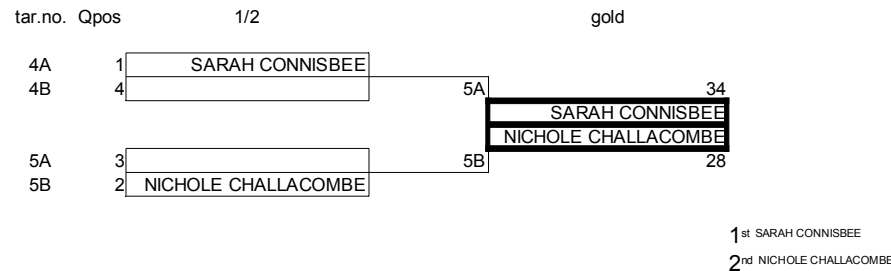 tar.no. Qpos 1/2 gold
4A 1 SARAH CONNISBEE
4B 4 5A 34
SARAH CONNISBEE
NICHOLE CHALLACOMBE
5A 3 5B 28
5B 2 NICHOLE CHALLACOMBE
1st SARAH CONNISBEE
2nd NICHOLE CHALLACOMBE